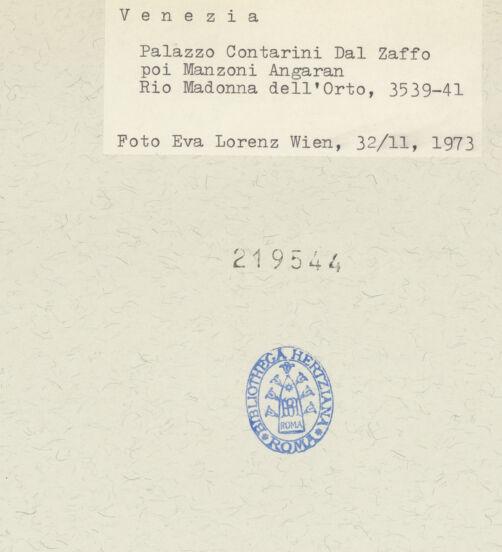 V e n e z i a
Palazzo Contarini Dal Zaffo
poi Manzoni Angaran
Rio Madonna dell'Orto, 3539-41
Foto Eva Lorenz Wien, 32/11, 1973
219544
BIBLIOTHECA HERTZIANA
ROMA
ROMA